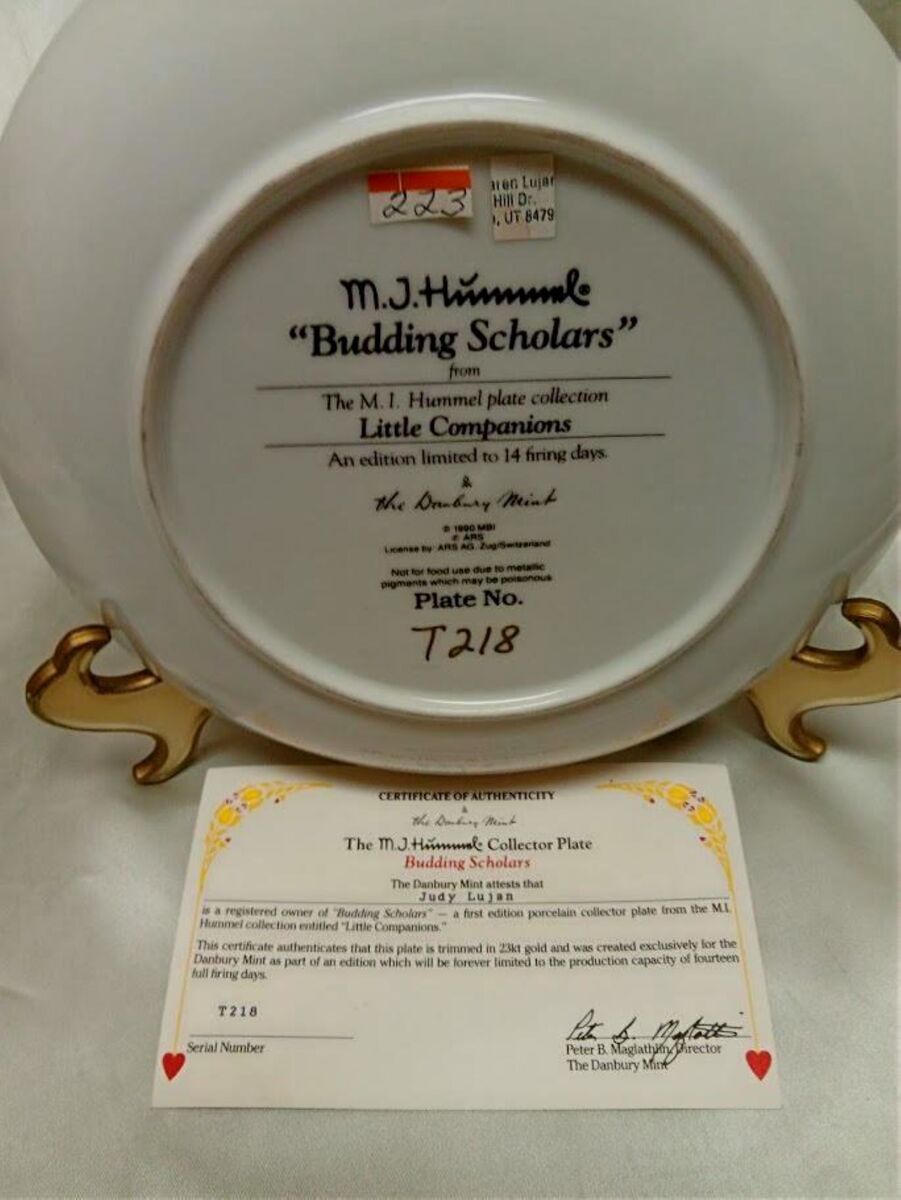 223
aren Lujan
Hill Dr.
, UT 8479
M.J.Hümmel®
“Budding Scholars”
from
The M. I. Hummel plate collection
Little Companions
An edition limited to 14 firing days.
&
the Danbury Mint
© 1990 MBI
© ARS
License by ARS AG. Zug/Switzerland
Not for food use due to metallic
pigments which may be poisonous
Plate No.
T218
CERTIFICATE OF AUTHENTICITY
&
the Danbury Mint
The M.J.Hümmel Collector Plate
Budding Scholars
The Danbury Mint attests that
Judy Lujan
is a registered owner of “Budding Scholars” — a first edition porcelain collector plate from the M.I.
Hummel collection entitled “Little Companions.”
This certificate authenticates that this plate is trimmed in 23kt gold and was created exclusively for the
Danbury Mint as part of an edition which will be forever limited to the production capacity of fourteen
full firing days.
T218
Serial Number
Peter B. Maglathlin
Peter B. Maglathlin, Director
The Danbury Mint